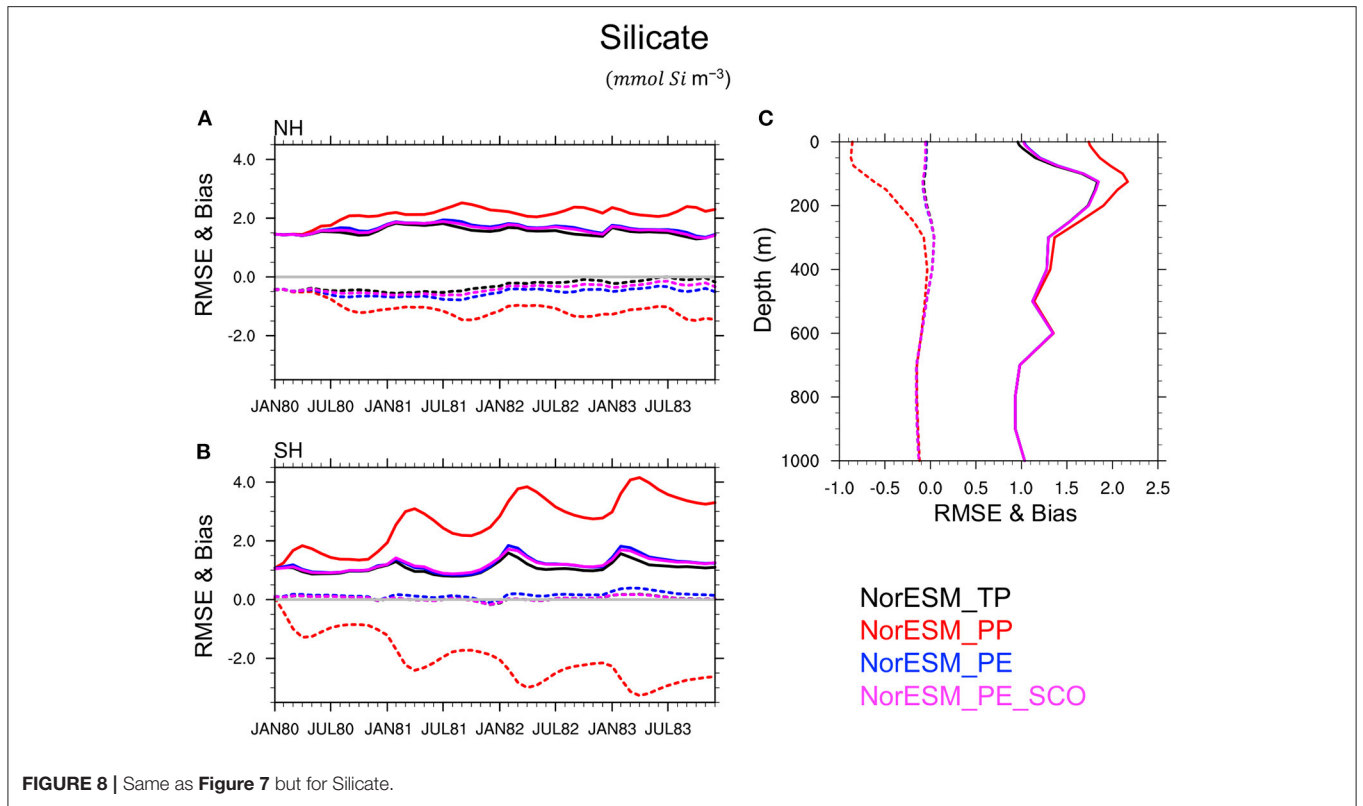 Silicate
(mmol Si m⁻³)
A
NH
RMSE & Bias
4.0
2.0
0.0
-2.0
JAN80 JUL80 JAN81 JUL81 JAN82 JUL82 JAN83 JUL83
B
SH
RMSE & Bias
4.0
2.0
0.0
-2.0
JAN80 JUL80 JAN81 JUL81 JAN82 JUL82 JAN83 JUL83
C
Depth (m)
0
200
400
600
800
1000
-1.0 -0.5 0.0 0.5 1.0 1.5 2.0 2.5
RMSE & Bias
NorESM_TP
NorESM_PP
NorESM_PE
NorESM_PE_SCO
FIGURE 8 | Same as Figure 7 but for Silicate.